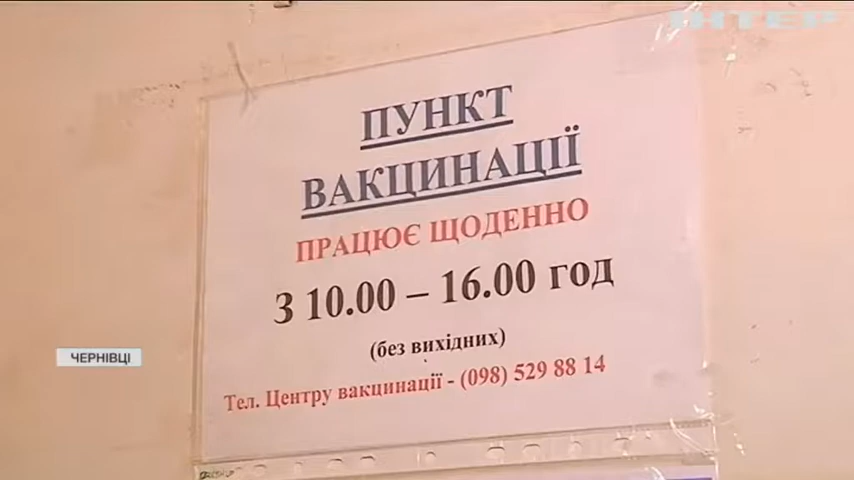 ІНТЕР
ПУНКТ
ВАКЦИНАЦІЇ
ПРАЦЮЄ ЩОДЕННО
З 10.00 – 16.00 год
(без вихідних)
ЧЕРНІВЦІ
Тел. Центру вакцинації - (098) 529 88 14